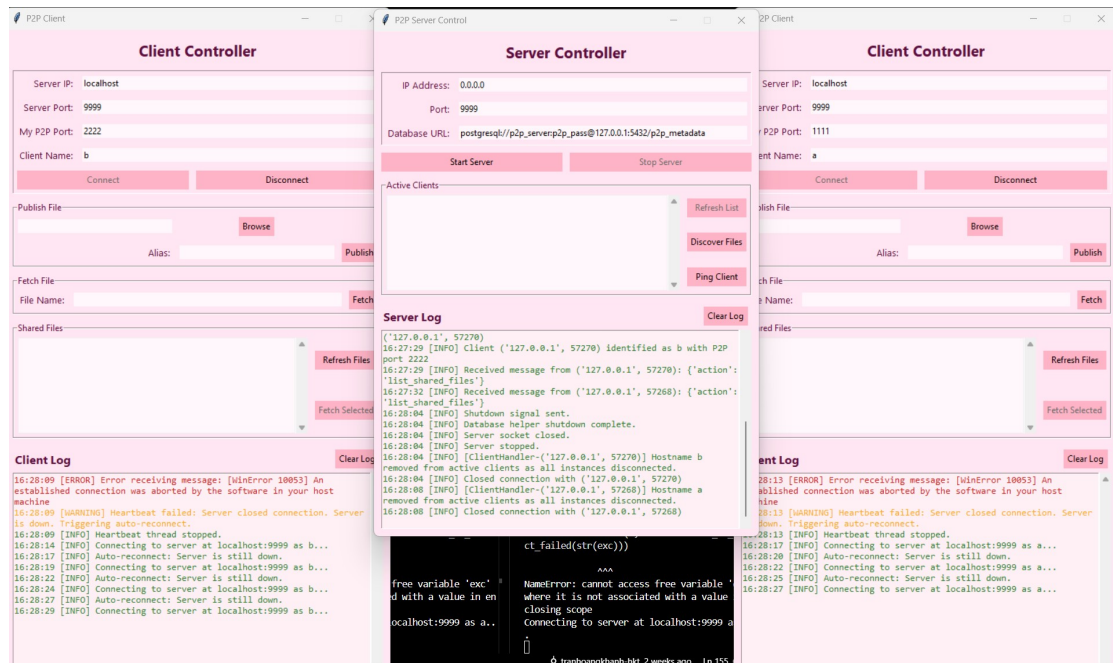 P2P Client
Client Controller
Server IP: localhost
Server Port: 9999
My P2P Port: 2222
Client Name: b
Connect
Disconnect
Publish File
Browse
Alias:
Publish
Fetch File
File Name:
Fetch
Shared Files
Refresh Files
Fetch Selected
Client Log
Clear Log
16:28:09 [ERROR] Error receiving message: [WinError 10053] An
established connection was aborted by the software in your host
machine
16:28:09 [WARNING] Heartbeat failed: Server closed connection. Server
is down. Triggering auto-reconnect.
16:28:09 [INFO] Heartbeat thread stopped.
16:28:14 [INFO] Connecting to server at localhost:9999 as b...
16:28:17 [INFO] Auto-reconnect: Server is still down.
16:28:19 [INFO] Connecting to server at localhost:9999 as b...
16:28:22 [INFO] Auto-reconnect: Server is still down.
16:28:24 [INFO] Connecting to server at localhost:9999 as b...
16:28:27 [INFO] Auto-reconnect: Server is still down.
16:28:29 [INFO] Connecting to server at localhost:9999 as b...
P2P Server Control
Server Controller
IP Address: 0.0.0.0
Port: 9999
Database URL: postgresql://p2p_server:p2p_pass@127.0.0.1:5432/p2p_metadata
Start Server
Stop Server
Active Clients
Refresh List
Discover Files
Ping Client
Server Log
Clear Log
('127.0.0.1', 57270)
16:27:29 [INFO] Client ('127.0.0.1', 57270) identified as b with P2P
port 2222
16:27:29 [INFO] Received message from ('127.0.0.1', 57270): {'action':
'list_shared_files'}
16:27:32 [INFO] Received message from ('127.0.0.1', 57268): {'action':
'list_shared_files'}
16:28:04 [INFO] Shutdown signal sent.
16:28:04 [INFO] Database helper shutdown complete.
16:28:04 [INFO] Server socket closed.
16:28:04 [INFO] Server stopped.
16:28:04 [INFO] [ClientHandler-('127.0.0.1', 57270)] Hostname b
removed from active clients as all instances disconnected.
16:28:04 [INFO] Closed connection with ('127.0.0.1', 57270)
16:28:08 [INFO] [ClientHandler-('127.0.0.1', 57268)] Hostname a
removed from active clients as all instances disconnected.
16:28:08 [INFO] Closed connection with ('127.0.0.1', 57268)
free variable 'exc'
d with a value in en
ocalhost:9999 as a..
ct_failed(str(exc)))
^^^
NameError: cannot access free variable '
where it is not associated with a value
closing scope
Connecting to server at localhost:9999 a
.
tranhoangkhanh-bkt, 2 weeks ago Ln 155
2P Client
Client Controller
Server IP: localhost
erver Port: 9999
P2P Port: 1111
ent Name: a
Connect
Disconnect
blish File
Browse
Alias:
Publish
ch File
e Name:
Fetch
ared Files
Refresh Files
Fetch Selected
ent Log
Clear Log
28:13 [ERROR] Error receiving message: [WinError 10053] An
ablished connection was aborted by the software in your host
hine
28:13 [WARNING] Heartbeat failed: Server closed connection. Server
down. Triggering auto-reconnect.
28:13 [INFO] Heartbeat thread stopped.
16:28:17 [INFO] Connecting to server at localhost:9999 as a...
16:28:20 [INFO] Auto-reconnect: Server is still down.
16:28:22 [INFO] Connecting to server at localhost:9999 as a...
16:28:25 [INFO] Auto-reconnect: Server is still down.
16:28:27 [INFO] Connecting to server at localhost:9999 as a...